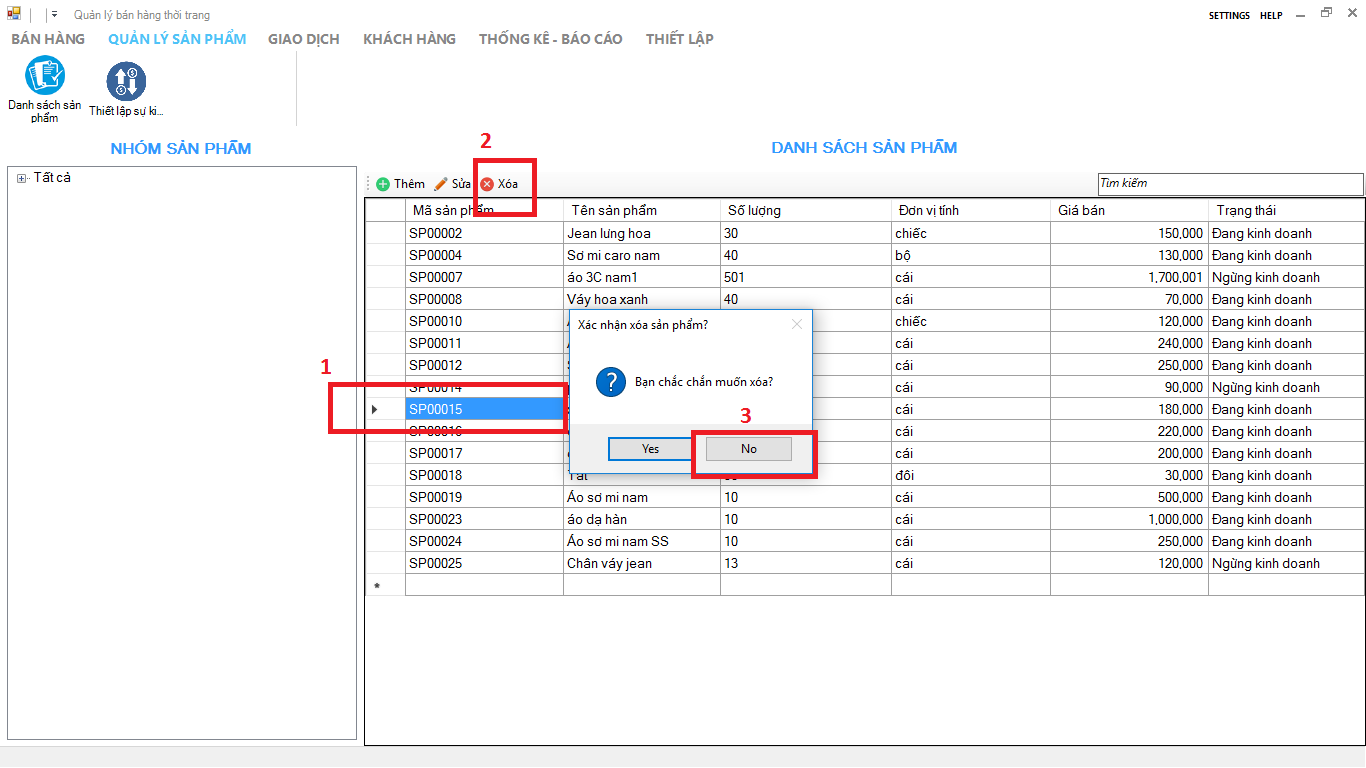 Quản lý bán hàng thời trang
SETTINGS HELP
BÁN HÀNG QUẢN LÝ SẢN PHẨM GIAO DỊCH KHÁCH HÀNG THỐNG KÊ - BÁO CÁO THIẾT LẬP
Danh sách sản phẩm
Thiết lập sự ki...
NHÓM SẢN PHẨM
2
DANH SÁCH SẢN PHẨM
Tất cả
Thêm Sửa Xóa
Tìm kiếm
Mã sản phẩm Tên sản phẩm Số lượng Đơn vị tính Giá bán Trạng thái
SP00002 Jean lưng hoa 30 chiếc 150,000 Đang kinh doanh
SP00004 Sơ mi caro nam 40 bộ 130,000 Đang kinh doanh
SP00007 áo 3C nam1 501 cái 1,700,001 Ngừng kinh doanh
SP00008 Váy hoa xanh 40 cái 70,000 Đang kinh doanh
SP00010 chiếc 120,000 Đang kinh doanh
SP00011 cái 240,000 Đang kinh doanh
SP00012 cái 250,000 Đang kinh doanh
SP00014 cái 90,000 Ngừng kinh doanh
SP00015 cái 180,000 Đang kinh doanh
SP00016 cái 220,000 Đang kinh doanh
SP00017 cái 200,000 Đang kinh doanh
SP00018 Tất đôi 30,000 Đang kinh doanh
SP00019 Áo sơ mi nam 10 cái 500,000 Đang kinh doanh
SP00023 áo dạ hàn 10 cái 1,000,000 Đang kinh doanh
SP00024 Áo sơ mi nam SS 10 cái 250,000 Đang kinh doanh
SP00025 Chân váy jean 13 cái 120,000 Ngừng kinh doanh
1
Xác nhận xóa sản phẩm?
Bạn chắc chắn muốn xóa?
3
Yes No